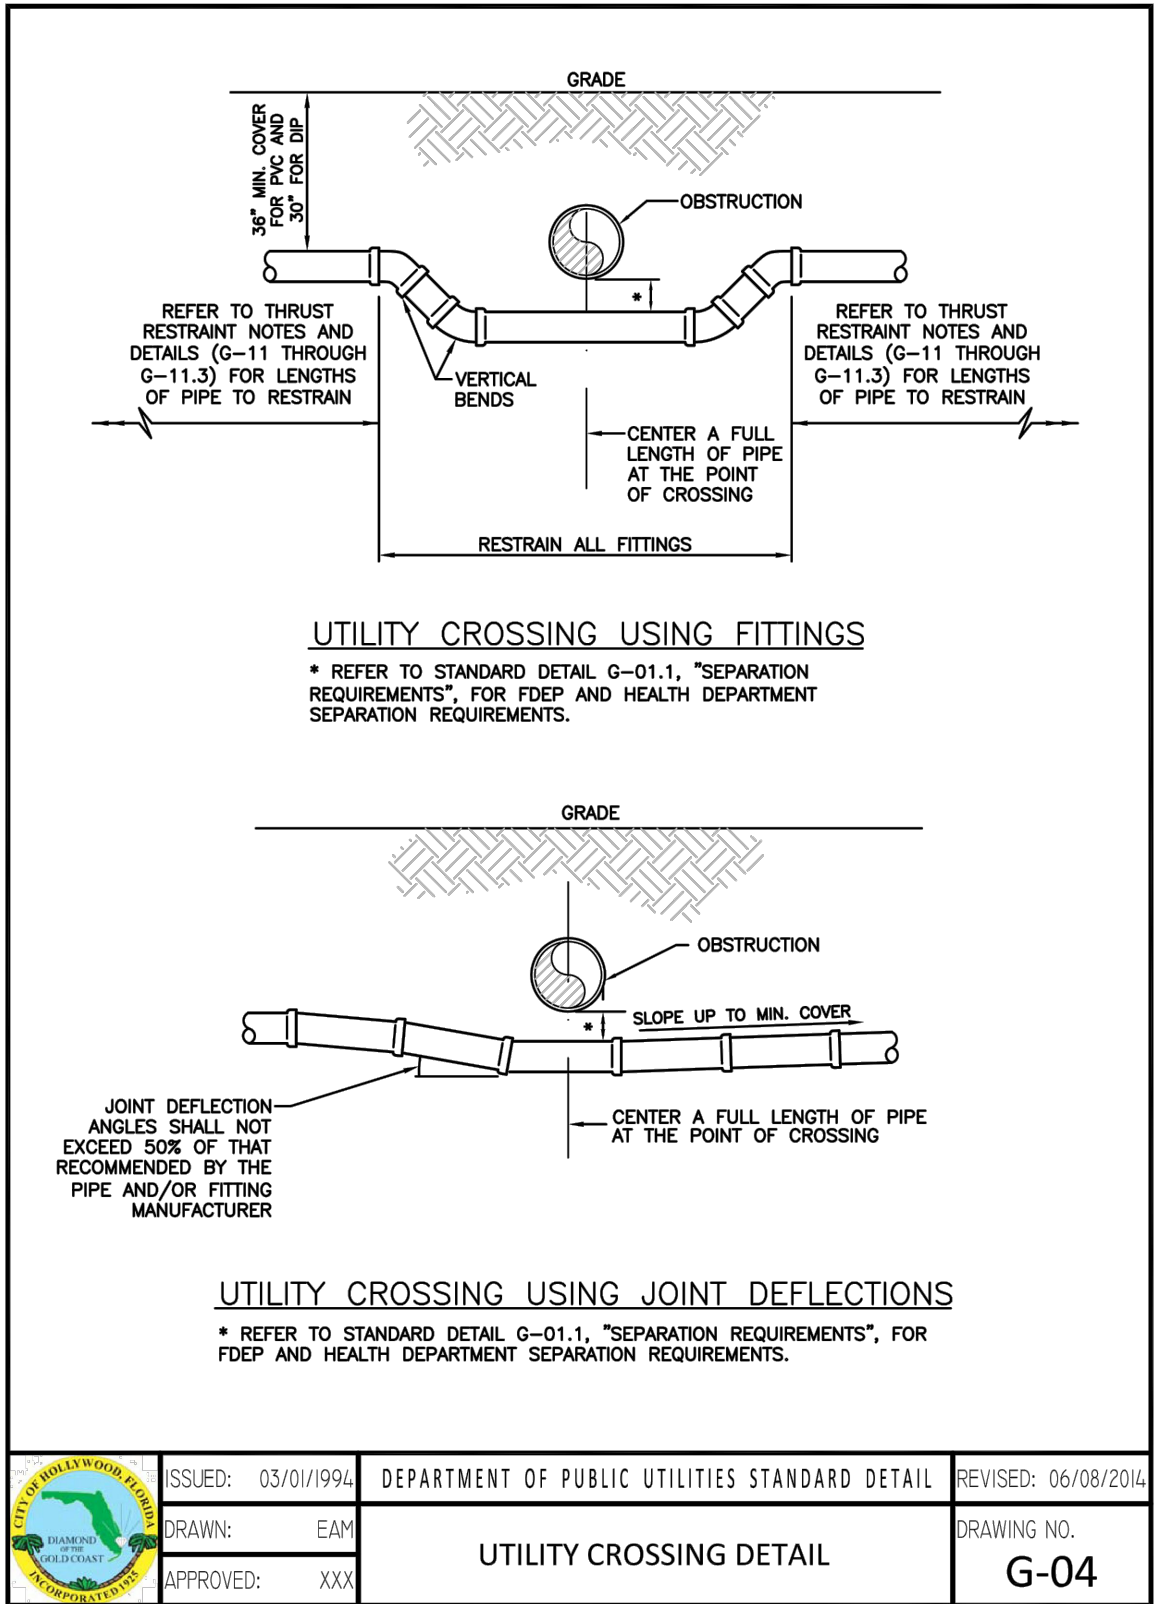 GRADE
36" MIN. COVER
FOR PVC AND
30" FOR DIP
OBSTRUCTION
*
REFER TO THRUST
RESTRAINT NOTES AND
DETAILS (G-11 THROUGH
G-11.3) FOR LENGTHS
OF PIPE TO RESTRAIN
VERTICAL
BENDS
REFER TO THRUST
RESTRAINT NOTES AND
DETAILS (G-11 THROUGH
G-11.3) FOR LENGTHS
OF PIPE TO RESTRAIN
CENTER A FULL
LENGTH OF PIPE
AT THE POINT
OF CROSSING
RESTRAIN ALL FITTINGS
UTILITY CROSSING USING FITTINGS
* REFER TO STANDARD DETAIL G-01.1, "SEPARATION
REQUIREMENTS", FOR FDEP AND HEALTH DEPARTMENT
SEPARATION REQUIREMENTS.
GRADE
OBSTRUCTION
*
SLOPE UP TO MIN. COVER
JOINT DEFLECTION
ANGLES SHALL NOT
EXCEED 50% OF THAT
RECOMMENDED BY THE
PIPE AND/OR FITTING
MANUFACTURER
CENTER A FULL LENGTH OF PIPE
AT THE POINT OF CROSSING
UTILITY CROSSING USING JOINT DEFLECTIONS
* REFER TO STANDARD DETAIL G-01.1, "SEPARATION REQUIREMENTS", FOR
FDEP AND HEALTH DEPARTMENT SEPARATION REQUIREMENTS.
CITY OF HOLLYWOOD, FLORIDA
DIAMOND
OF THE
GOLD COAST
INCORPORATED 1925
ISSUED: 03/01/1994
DRAWN: EAM
APPROVED: XXX
DEPARTMENT OF PUBLIC UTILITIES STANDARD DETAIL
UTILITY CROSSING DETAIL
REVISED: 06/08/2014
DRAWING NO.
G-04